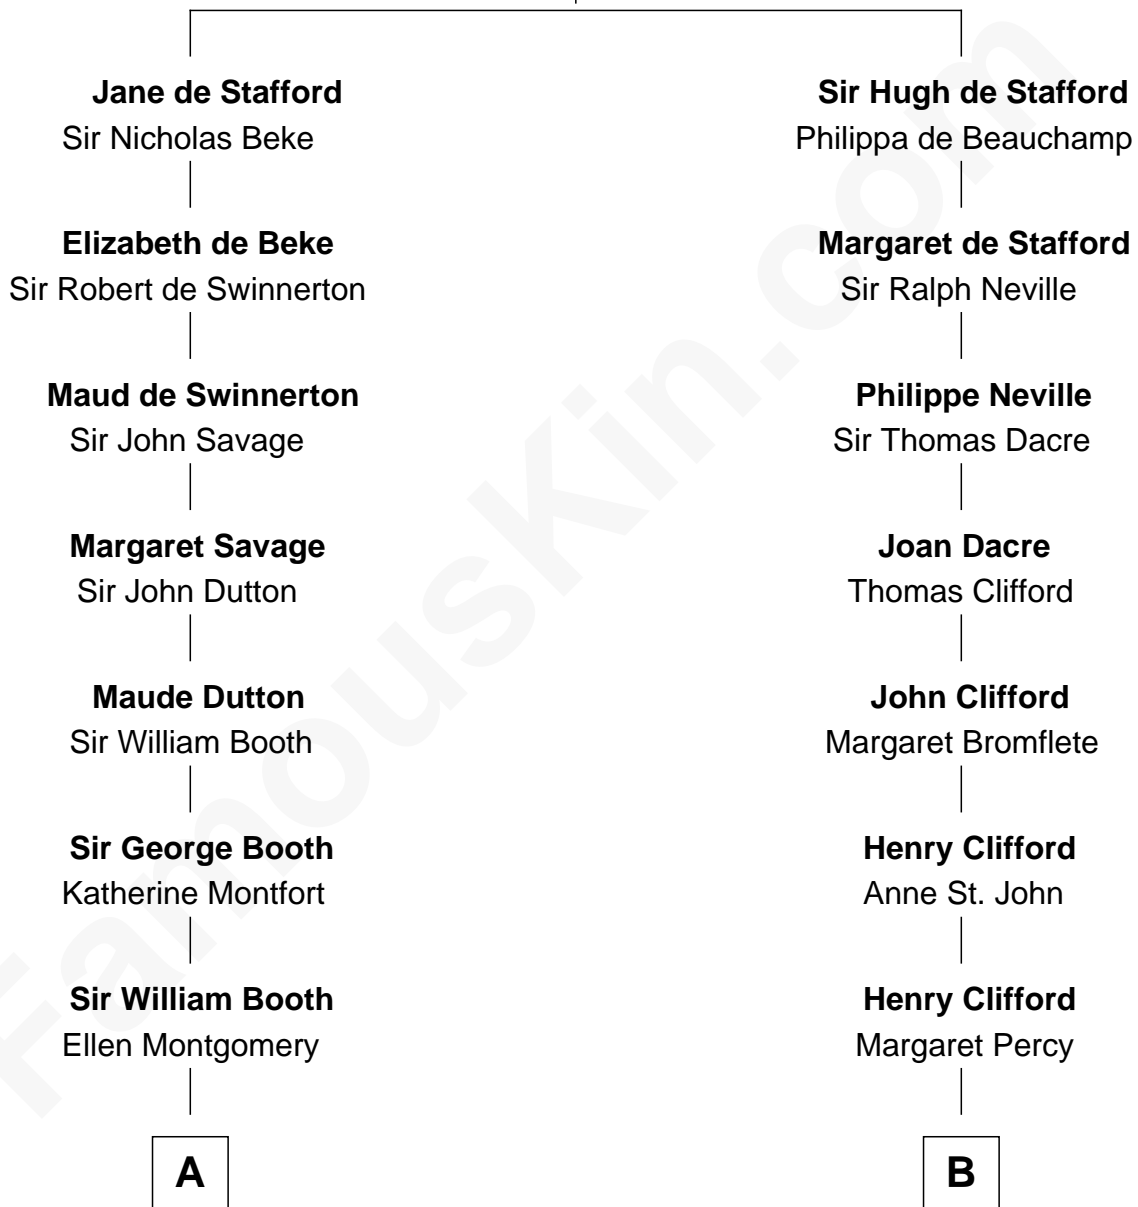 Jane de Stafford
Sir Nicholas Beke
Elizabeth de Beke
Sir Robert de Swinnerton
Maud de Swinnerton
Sir John Savage
Margaret Savage
Sir John Dutton
Maude Dutton
Sir William Booth
Sir George Booth
Katherine Montfort
Sir William Booth
Ellen Montgomery
A
Sir Hugh de Stafford
Philippa de Beauchamp
Margaret de Stafford
Sir Ralph Neville
Philippe Neville
Sir Thomas Dacre
Joan Dacre
Thomas Clifford
John Clifford
Margaret Bromflete
Henry Clifford
Anne St. John
Henry Clifford
Margaret Percy
B
FamousKin.com